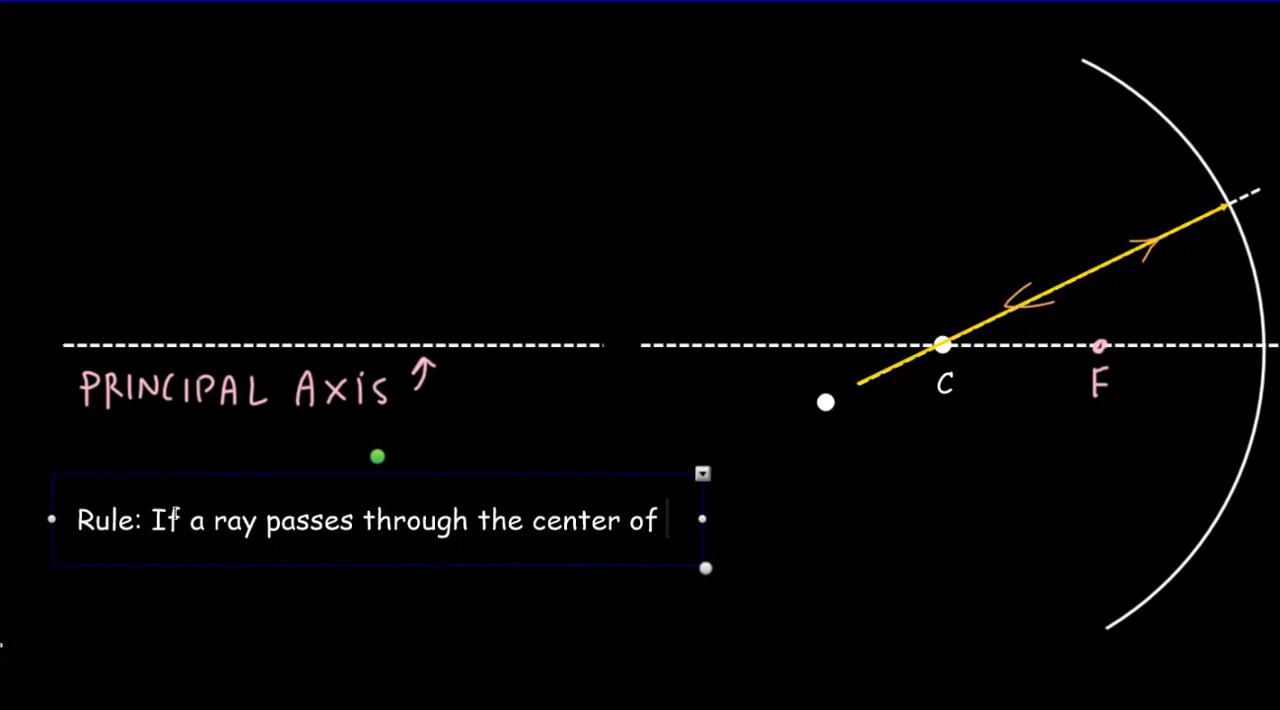 PRINCIPAL AXIS
C
F
Rule: If a ray passes through the center of